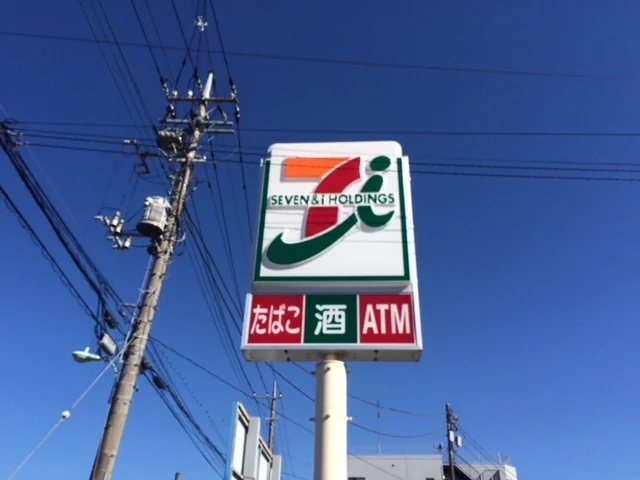 7i
SEVEN & i HOLDINGS
たばこ 酒 ATM